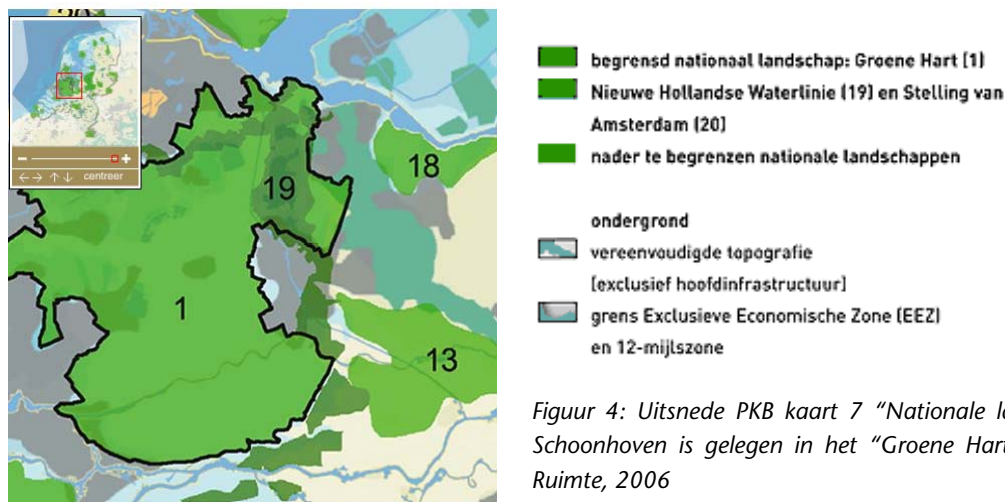 20
centreer
19
18
1
13
begrensd nationaal landschap: Groene Hart (1)
Nieuwe Hollandse Waterlinie (19) en Stelling van
Amsterdam (20)
nader te begrenzen nationale landschappen
ondergrond
vereenvoudigde topografie
[exclusief hoofdinfrastructuur]
grens Exclusieve Economische Zone (EEZ)
en 12-mijlszone
Figuur 4: Uitsnede PKB kaart 7 “Nationale l
Schoonhoven is gelegen in het “Groene Hart
Ruimte, 2006